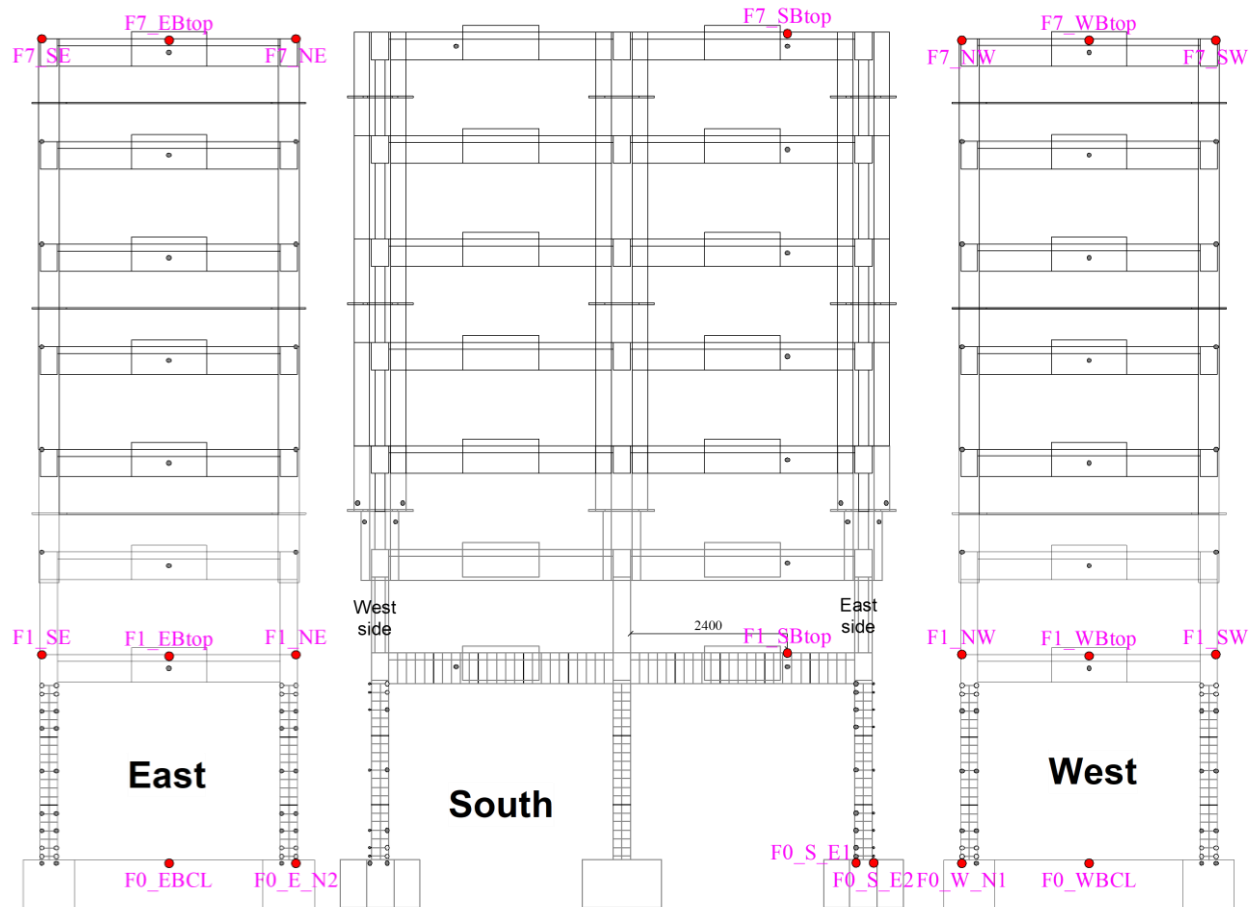 F7_EBtop
F7_SBtop
F7_WBtop
F7_SE
F7_NE
F7_NW
F7_SW
West
side
East
side
2400
F1_SE
F1_EBtop
F1_NE
F1_SBtop
F1_NW
F1_WBtop
F1_SW
East
South
West
F0_S_E1
F0_EBCL
F0_E_N2
F0_S_E2
F0_W_N1
F0_WBCL